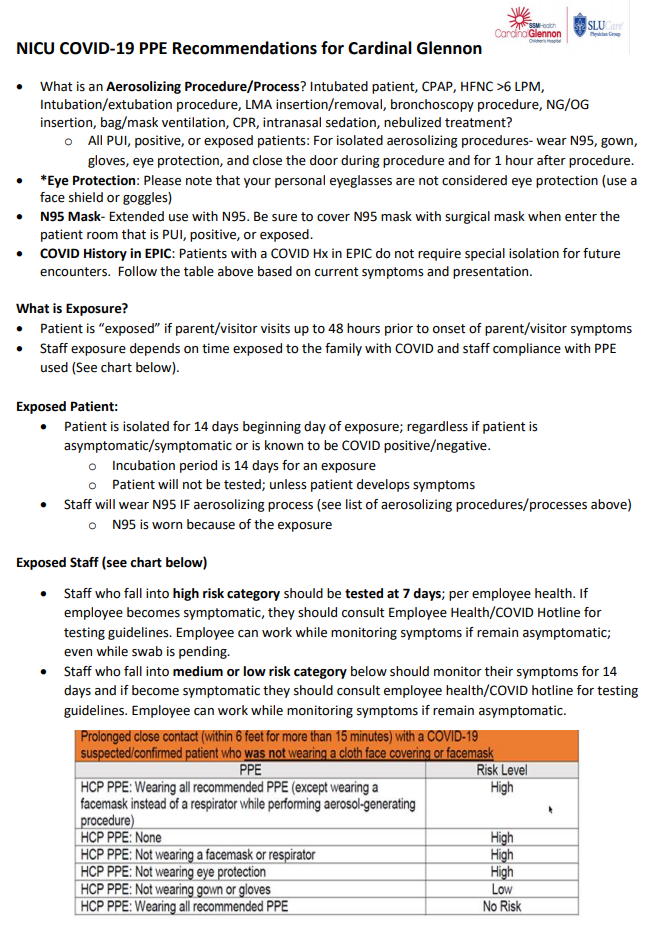 SSMHealth
CardinalGlennon
Children's Hospital
SLUCare
Physician Group
NICU COVID-19 PPE Recommendations for Cardinal Glennon
• What is an Aerosolizing Procedure/Process? Intubated patient, CPAP, HFNC >6 LPM,
Intubation/extubation procedure, LMA insertion/removal, bronchoscopy procedure, NG/OG
insertion, bag/mask ventilation, CPR, intranasal sedation, nebulized treatment?
o All PUI, positive, or exposed patients: For isolated aerosolizing procedures- wear N95, gown,
gloves, eye protection, and close the door during procedure and for 1 hour after procedure.
• *Eye Protection: Please note that your personal eyeglasses are not considered eye protection (use a
face shield or goggles)
• N95 Mask- Extended use with N95. Be sure to cover N95 mask with surgical mask when enter the
patient room that is PUI, positive, or exposed.
• COVID History in EPIC: Patients with a COVID Hx in EPIC do not require special isolation for future
encounters. Follow the table above based on current symptoms and presentation.
What is Exposure?
• Patient is “exposed” if parent/visitor visits up to 48 hours prior to onset of parent/visitor symptoms
• Staff exposure depends on time exposed to the family with COVID and staff compliance with PPE
used (See chart below).
Exposed Patient:
• Patient is isolated for 14 days beginning day of exposure; regardless if patient is
asymptomatic/symptomatic or is known to be COVID positive/negative.
o Incubation period is 14 days for an exposure
o Patient will not be tested; unless patient develops symptoms
• Staff will wear N95 IF aerosolizing process (see list of aerosolizing procedures/processes above)
o N95 is worn because of the exposure
Exposed Staff (see chart below)
• Staff who fall into high risk category should be tested at 7 days; per employee health. If
employee becomes symptomatic, they should consult Employee Health/COVID Hotline for
testing guidelines. Employee can work while monitoring symptoms if remain asymptomatic;
even while swab is pending.
• Staff who fall into medium or low risk category below should monitor their symptoms for 14
days and if become symptomatic they should consult employee health/COVID hotline for testing
guidelines. Employee can work while monitoring symptoms if remain asymptomatic.
Prolonged close contact (within 6 feet for more than 15 minutes) with a COVID-19
suspected/confirmed patient who was not wearing a cloth face covering or facemask
PPE Risk Level
HCP PPE: Wearing all recommended PPE (except wearing a High
facemask instead of a respirator while performing aerosol-generating
procedure)
HCP PPE: None High
HCP PPE: Not wearing a facemask or respirator High
HCP PPE: Not wearing eye protection High
HCP PPE: Not wearing gown or gloves Low
HCP PPE: Wearing all recommended PPE No Risk